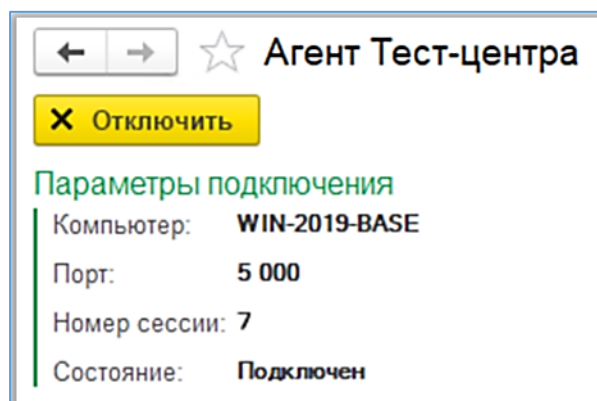 Агент Тест-центра
Отключить
Параметры подключения
Компьютер: WIN-2019-BASE
Порт: 5 000
Номер сессии: 7
Состояние: Подключен